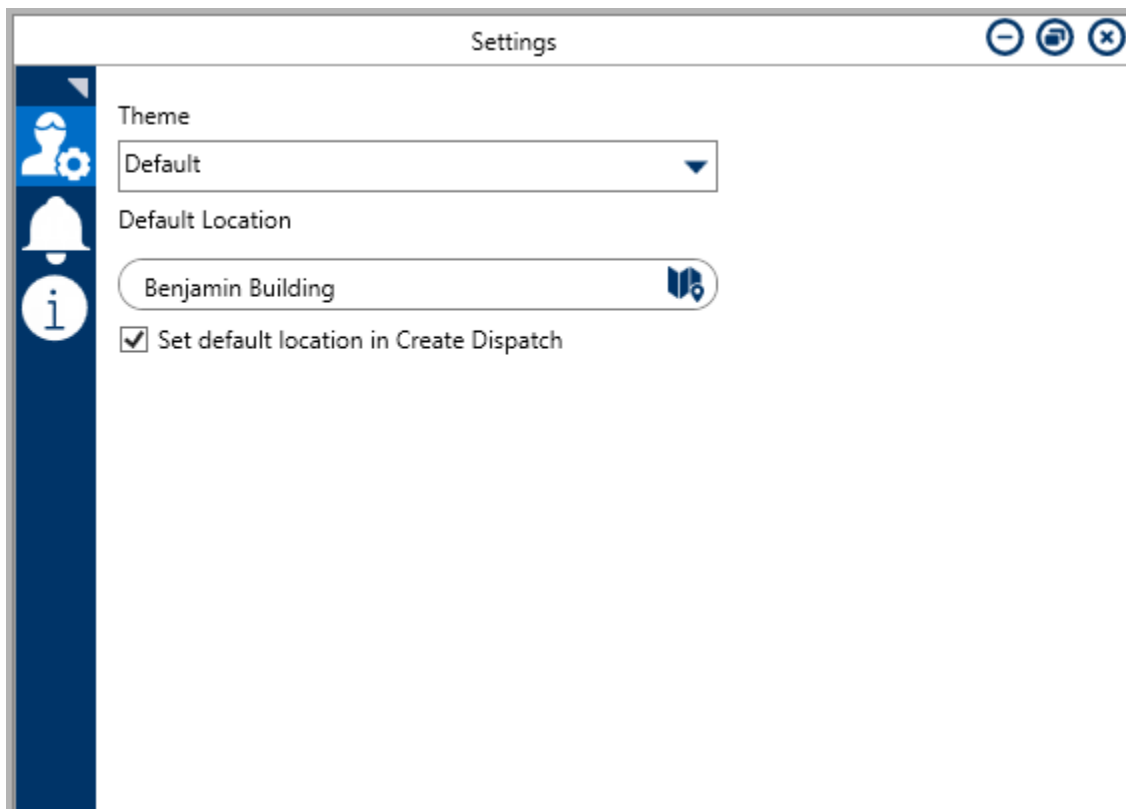 Settings
Theme
Default
Default Location
Benjamin Building
Set default location in Create Dispatch